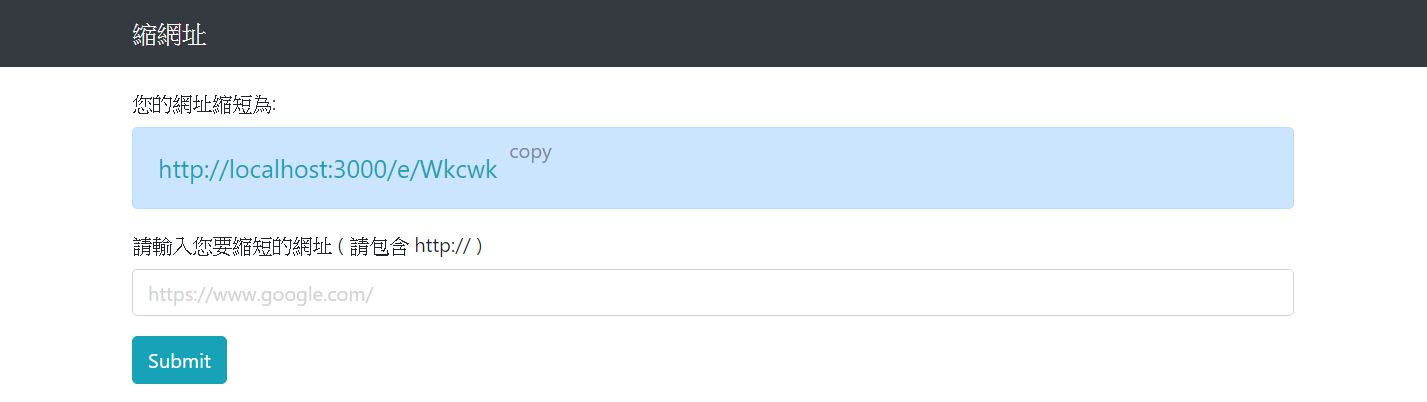 縮網址
您的網址縮短為:
http://localhost:3000/e/Wkcwk copy
請輸入您要縮短的網址 ( 請包含 http:// )
https://www.google.com/
Submit